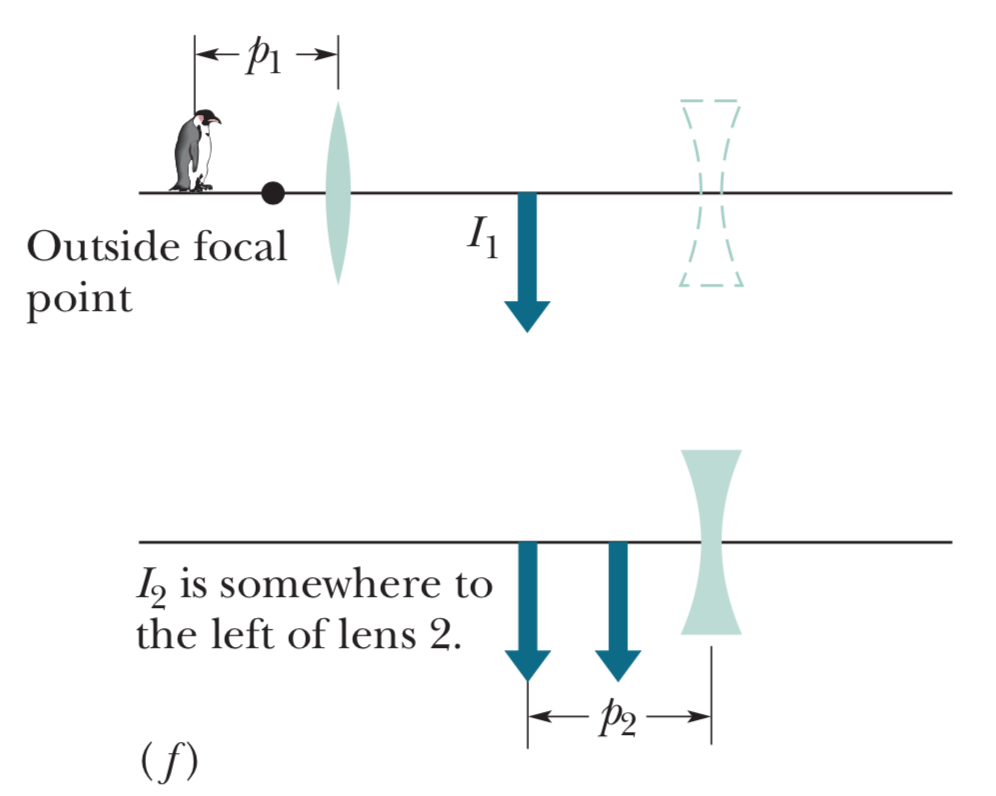 p₁
Outside focal
point
I₁
I₂ is somewhere to
the left of lens 2.
p₂
(f)